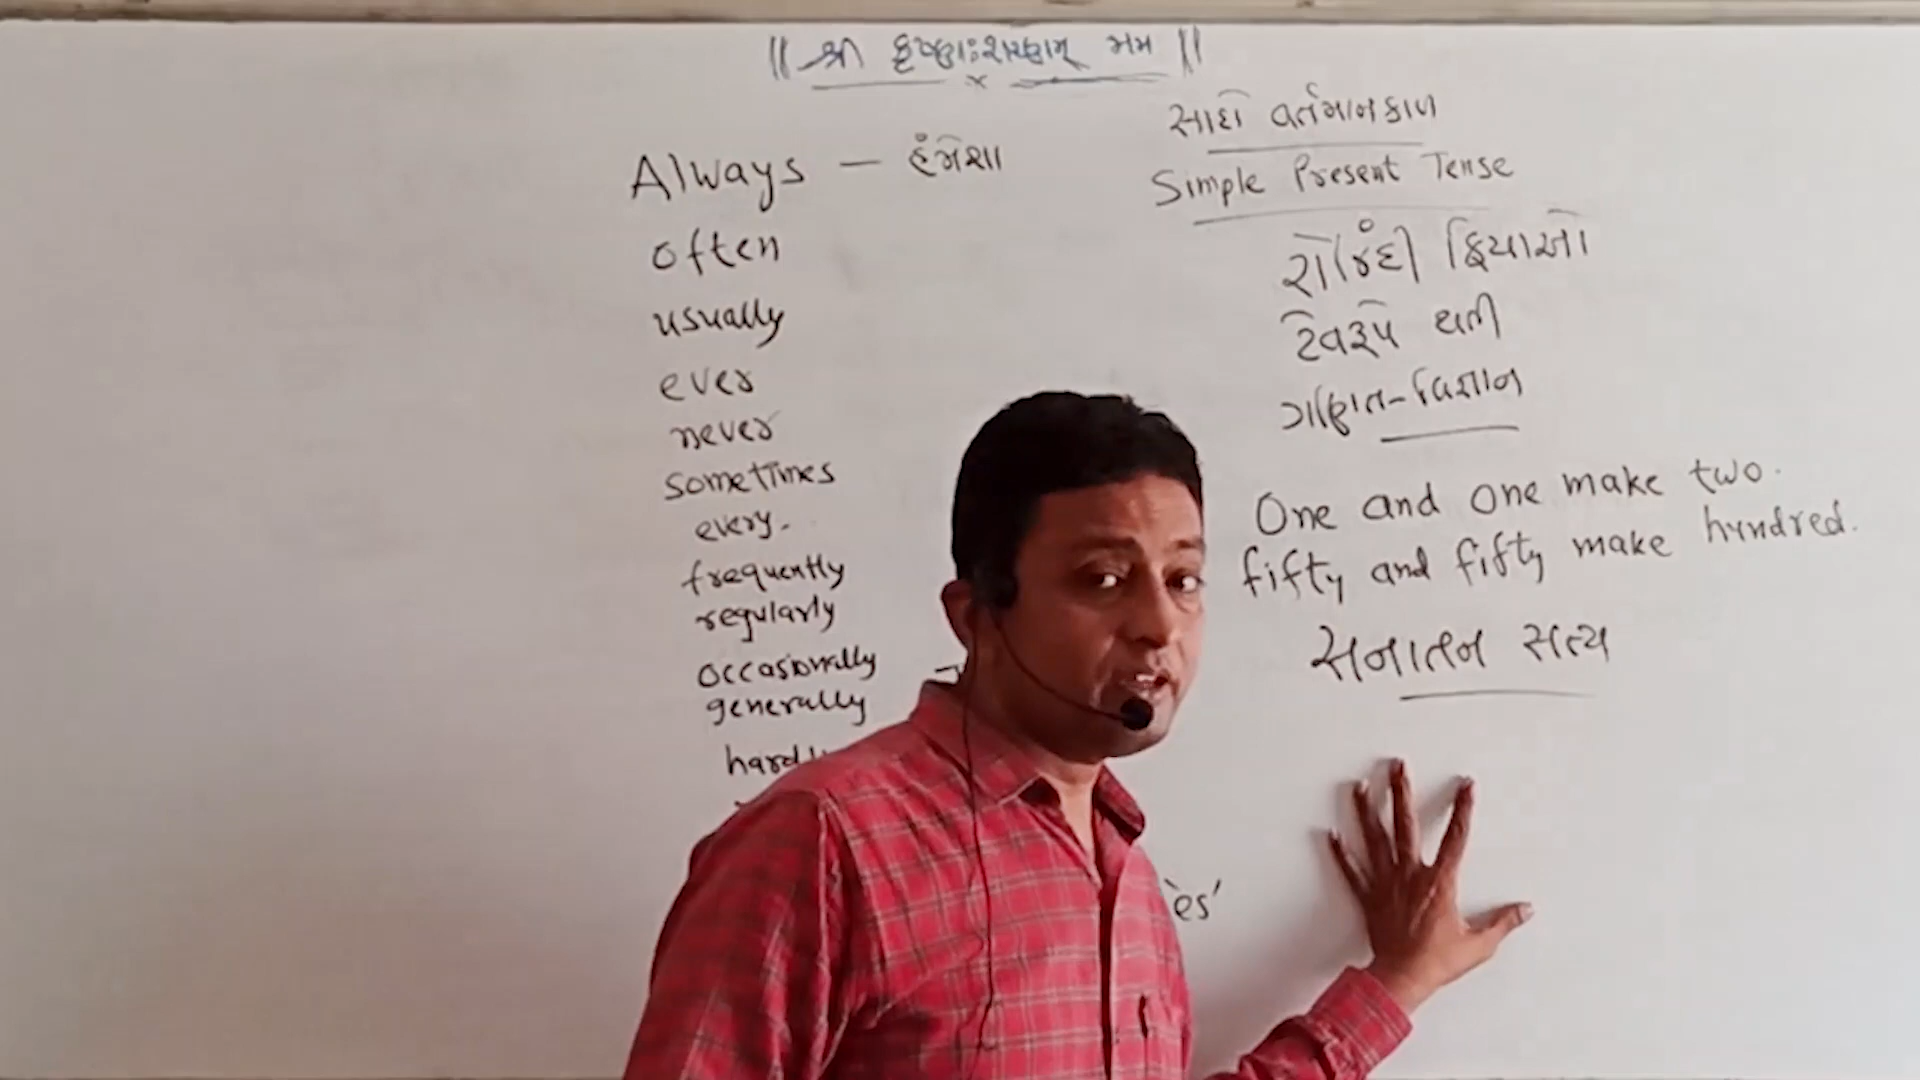 || શ્રી કૃષ્ણઃશરણમ્ મમ ||
Always – હંમેશા
often
usually
ever
never
sometimes
every.
frequently
regularly
occasionally
generally
સાદો વર્તમાનકાળ
Simple Present Tense
રોજિંદી ક્રિયાઓ
ટેવરૂપે થતી
ગણિત-વિજ્ઞાન
One and one make two.
fifty and fifty make hundred.
સનાતન સત્ય
'es'